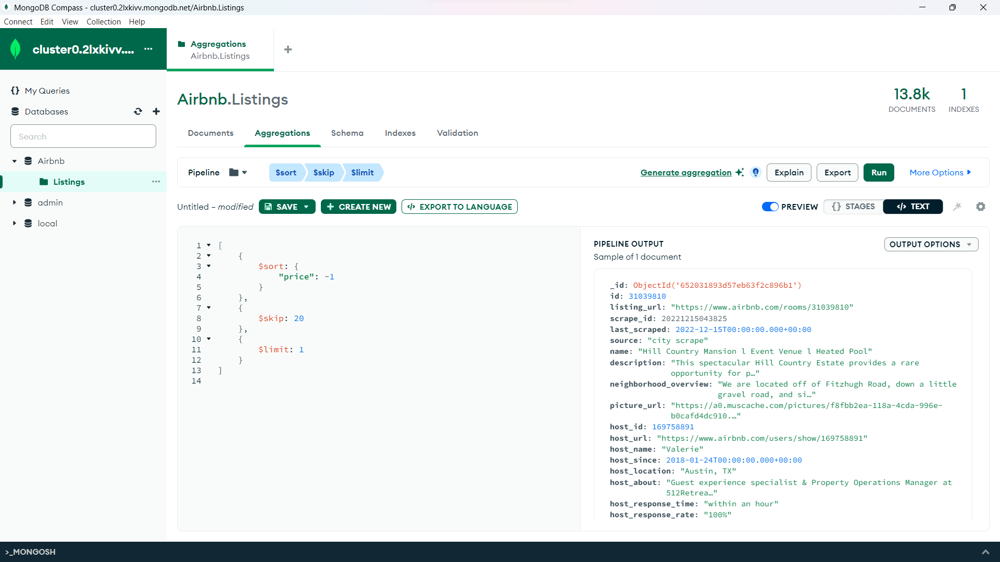 MongoDB Compass - cluster0.2lxkivv.mongodb.net/Airbnb.Listings
Connect Edit View Collection Help
cluster0.2lxkivv....
Aggregations
Airbnb.Listings
My Queries
Databases
Search
Airbnb
Listings
admin
local
Airbnb.Listings
13.8k
DOCUMENTS
1
INDEXES
Documents Aggregations Schema Indexes Validation
Pipeline $sort $skip $limit Generate aggregation Explain Export Run More Options
Untitled – modified SAVE CREATE NEW EXPORT TO LANGUAGE PREVIEW {} STAGES </> TEXT
1 [
2 {
3 $sort: {
4 "price": -1
5 }
6 },
7 {
8 $skip: 20
9 },
10 {
11 $limit: 1
12 }
13 ]
14
PIPELINE OUTPUT
Sample of 1 document
OUTPUT OPTIONS
_id: ObjectId('652031893d57eb63f2c896b1')
id: 31039810
listing_url: "https://www.airbnb.com/rooms/31039810"
scrape_id: 20221215043825
last_scraped: 2022-12-15T00:00:00.000+00:00
source: "city scrape"
name: "Hill Country Mansion l Event Venue l Heated Pool"
description: "This spectacular Hill Country Estate provides a rare
opportunity for p…"
neighborhood_overview: "We are located off of Fitzhugh Road, down a little
gravel road, and si…"
picture_url: "https://a0.muscache.com/pictures/f8fbb2ea-118a-4cda-996e-
b0cafd4dc910.…"
host_id: 169758891
host_url: "https://www.airbnb.com/users/show/169758891"
host_name: "Valerie"
host_since: 2018-01-24T00:00:00.000+00:00
host_location: "Austin, TX"
host_about: "Guest experience specialist & Property Operations Manager at
512Retrea…"
host_response_time: "within an hour"
host_response_rate: "100%"
>_MONGOSH